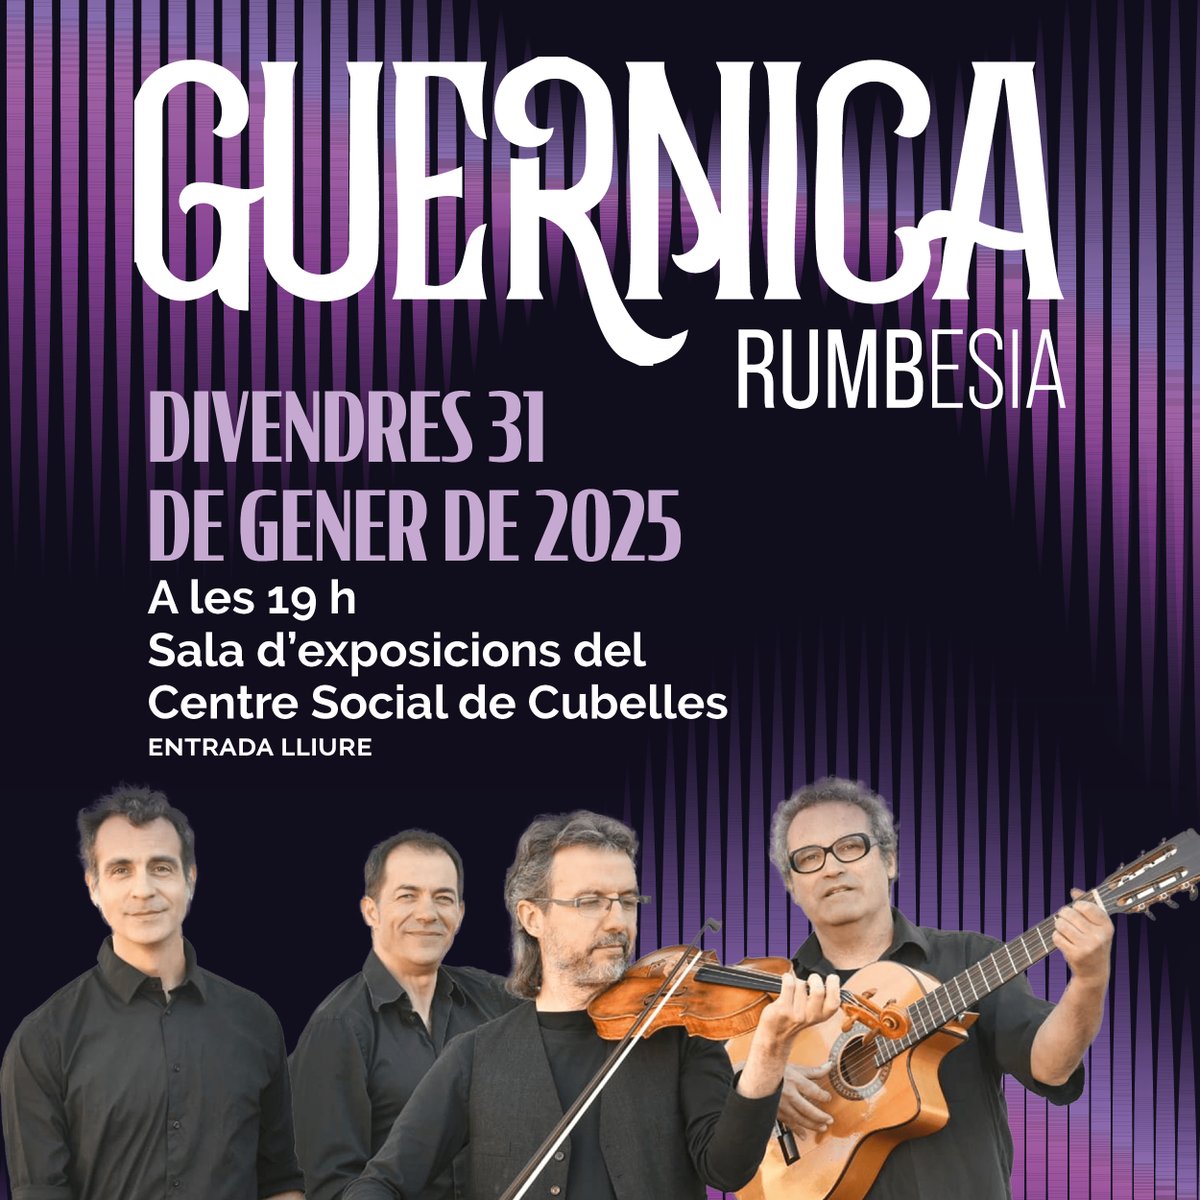 GUERNICA
RUMBESIA
DIVENDRES 31
DE GENER DE 2025
A les 19 h
Sala d'exposicions del
Centre Social de Cubelles
ENTRADA LLIURE